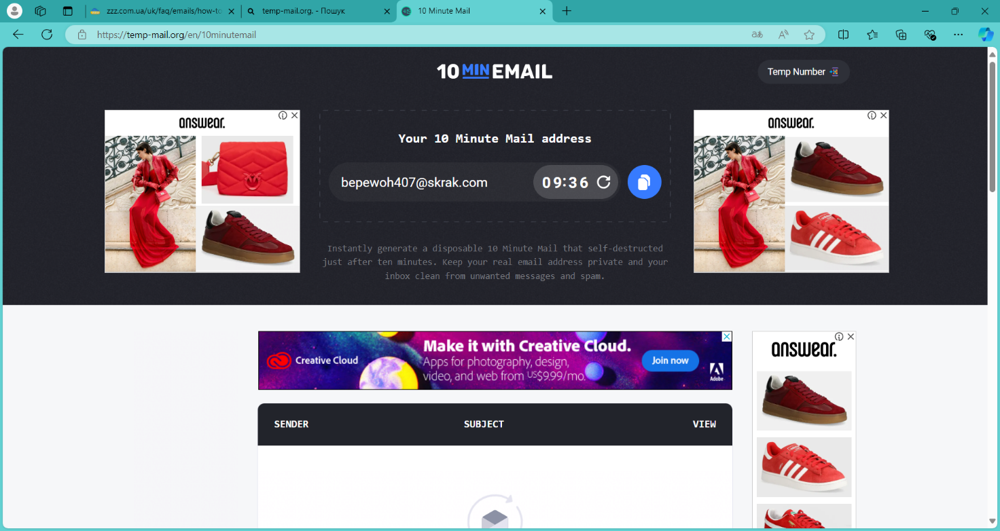 zzz.com.ua/uk/faq/emails/how-to
temp-mail.org. - Пошук
10 Minute Mail
https://temp-mail.org/en/10minutemail
10 MIN EMAIL
Temp Number
answear.
Your 10 Minute Mail address
bepewoh407@skrak.com
09:36
answear.
Instantly generate a disposable 10 Minute Mail that self-destructed
just after ten minutes. Keep your real email address private and your
inbox clean from unwanted messages and spam.
Creative Cloud
Make it with Creative Cloud.
Apps for photography, design,
video, and web from US$9.99/mo.
Join now
Adobe
answear.
SENDER
SUBJECT
VIEW